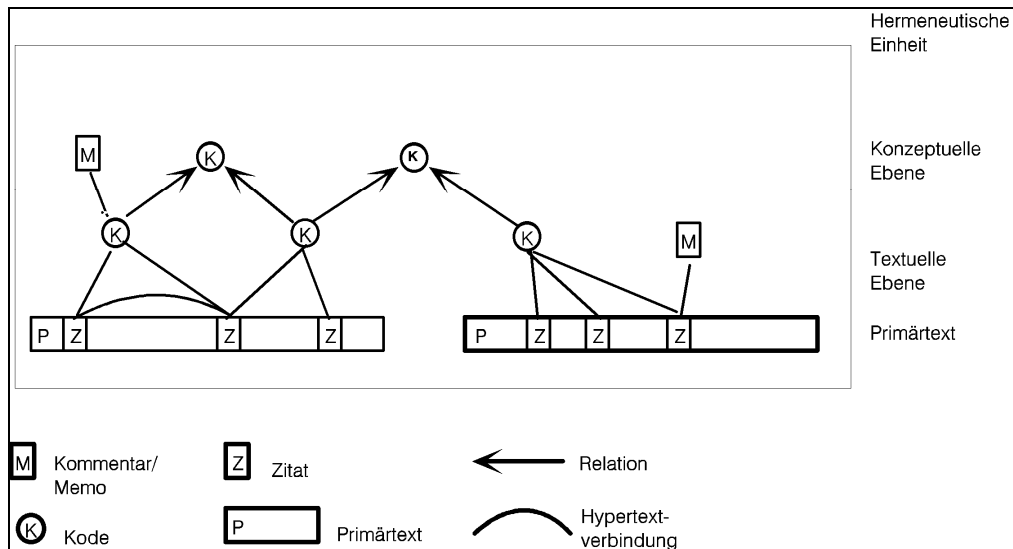 Hermeneutische
Einheit
M
K
K
Konzeptuelle
Ebene
K
K
K
M
Textuelle
Ebene
P Z Z Z
P Z Z Z
Primärtext
M Kommentar/
Memo
Z Zitat
Relation
K Kode
P Primärtext
Hypertext-
verbindung